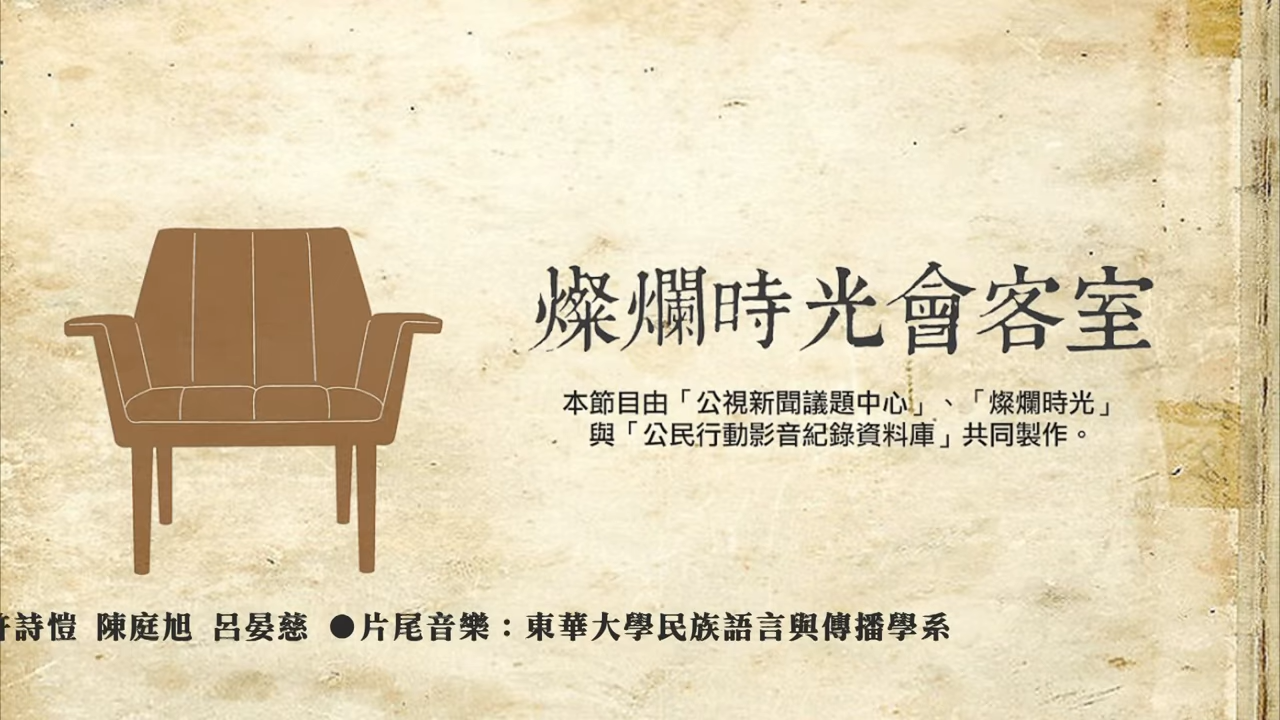 燦爛時光會客室
本節目由「公視新聞議題中心」、「燦爛時光」
與「公民行動影音紀錄資料庫」共同製作。
詩愷 陳庭旭 呂晏慈 ●片尾音樂：東華大學民族語言與傳播學系